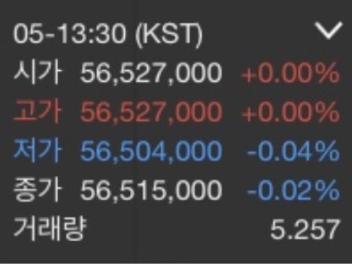 05-13:30 (KST)
시가 56,527,000 +0.00%
고가 56,527,000 +0.00%
저가 56,504,000 -0.04%
종가 56,515,000 -0.02%
거래량 5.257